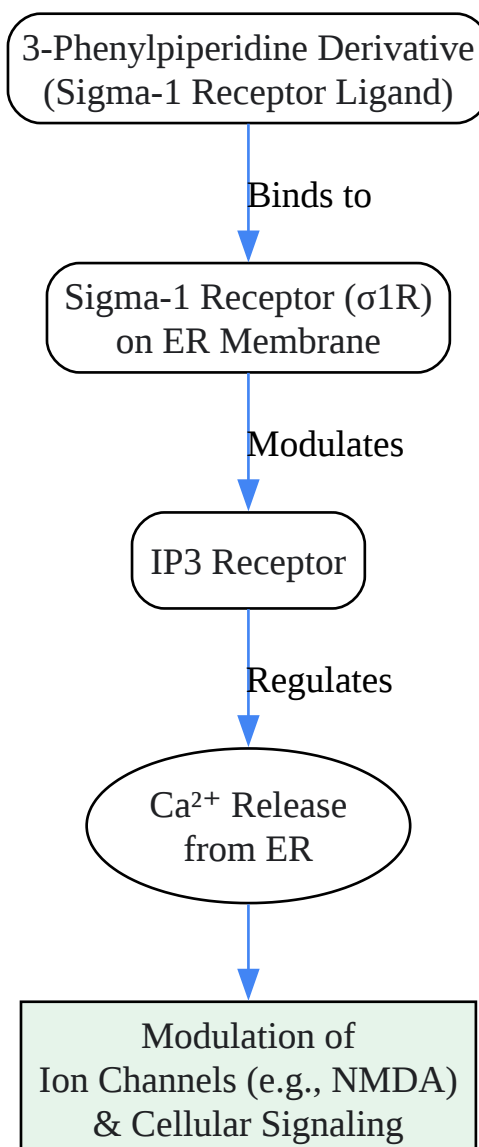 3-Phenylpiperidine Derivative
(Sigma-1 Receptor Ligand)
Binds to
Sigma-1 Receptor (σ1R)
on ER Membrane
Modulates
IP3 Receptor
Regulates
Ca²⁺ Release
from ER
Modulation of
Ion Channels (e.g., NMDA)
& Cellular Signaling